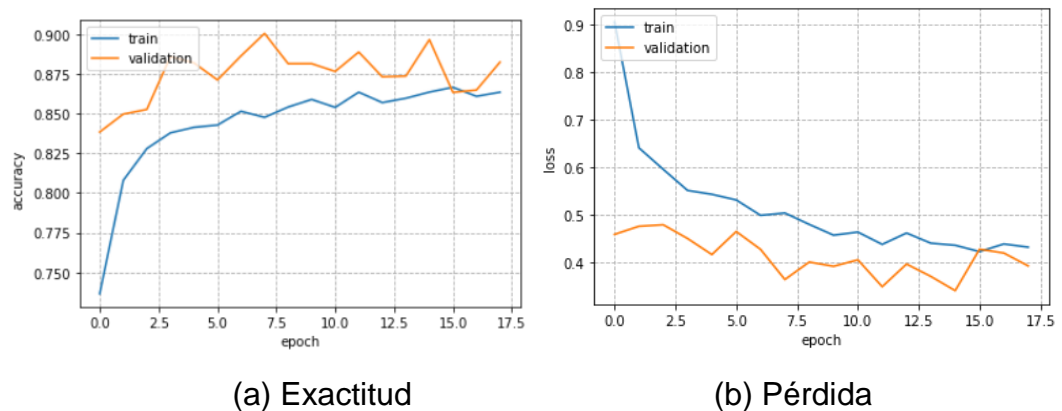 0.900
0.875
0.850
0.825
0.800
0.775
0.750
accuracy
train
validation
0.0
2.5
5.0
7.5
10.0
12.5
15.0
17.5
epoch
0.9
0.8
0.7
0.6
0.5
0.4
loss
train
validation
0.0
2.5
5.0
7.5
10.0
12.5
15.0
17.5
epoch
(a) Exactitud
(b) Pérdida